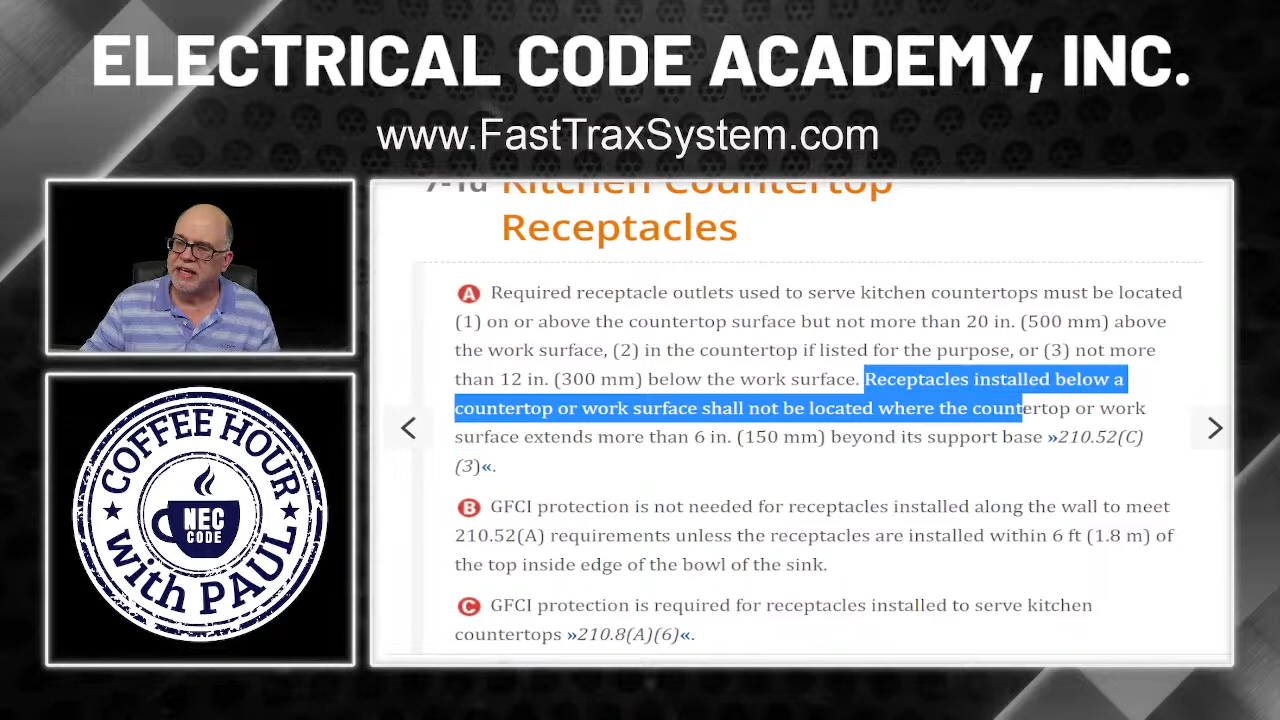 ELECTRICAL CODE ACADEMY, INC.
www.FastTraxSystem.com
7-10 Kitchen Countertop
Receptacles
A Required receptacle outlets used to serve kitchen countertops must be located
(1) on or above the countertop surface but not more than 20 in. (500 mm) above
the work surface, (2) in the countertop if listed for the purpose, or (3) not more
than 12 in. (300 mm) below the work surface. Receptacles installed below a
countertop or work surface shall not be located where the countertop or work
surface extends more than 6 in. (150 mm) beyond its support base »210.52(C)
(3)«.
B GFCI protection is not needed for receptacles installed along the wall to meet
210.52(A) requirements unless the receptacles are installed within 6 ft (1.8 m) of
the top inside edge of the bowl of the sink.
C GFCI protection is required for receptacles installed to serve kitchen
countertops »210.8(A)(6)«.
COFFEE HOUR
NEC
CODE
with PAUL